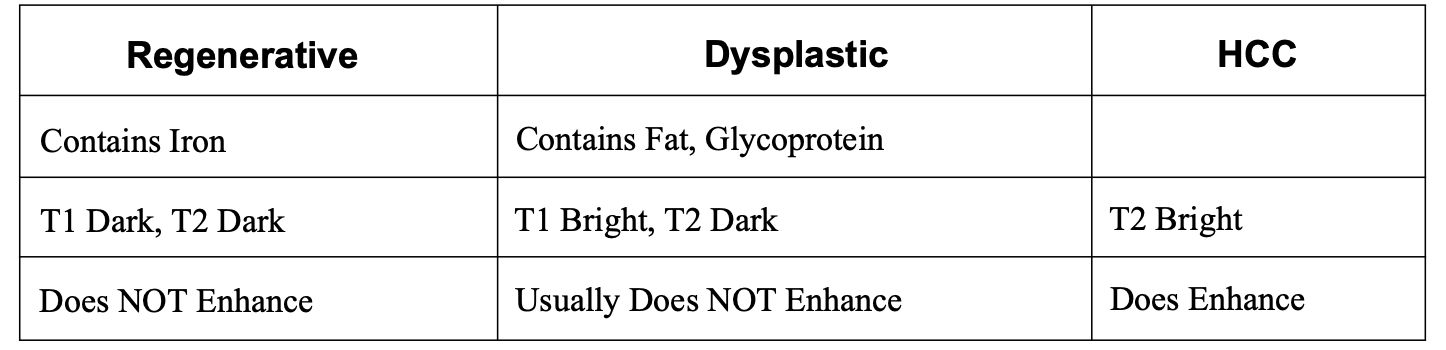 Regenerative Dysplastic HCC
Contains Iron Contains Fat, Glycoprotein
T1 Dark, T2 Dark T1 Bright, T2 Dark T2 Bright
Does NOT Enhance Usually Does NOT Enhance Does Enhance